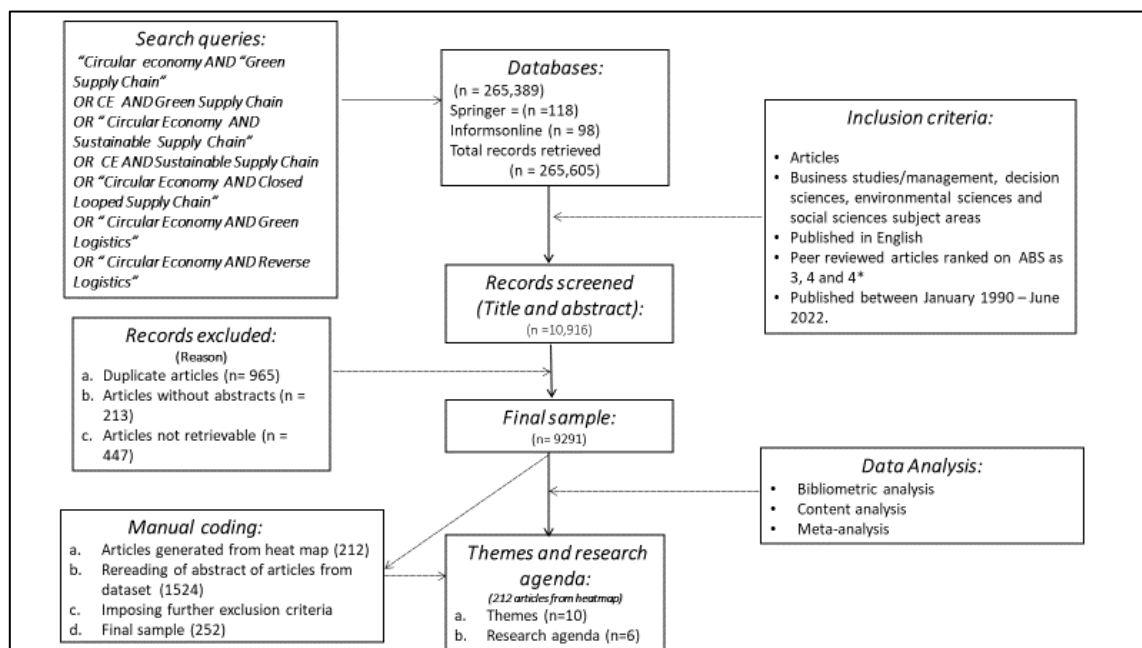 Search queries:
"Circular economy AND "Green
Supply Chain"
OR CE AND Green Supply Chain
OR " Circular Economy AND
Sustainable Supply Chain"
OR CE AND Sustainable Supply Chain
OR "Circular Economy AND Closed
Looped Supply Chain"
OR " Circular Economy AND Green
Logistics"
OR " Circular Economy AND Reverse
Logistics"
Databases:
(n = 265,389)
Springer = (n =118)
Informsonline (n = 98)
Total records retrieved
(n = 265,605)
Inclusion criteria:
• Articles
• Business studies/management, decision
sciences, environmental sciences and
social sciences subject areas
• Published in English
• Peer reviewed articles ranked on ABS as
3, 4 and 4*
• Published between January 1990 – June
2022.
Records screened
(Title and abstract):
(n =10,916)
Records excluded:
(Reason)
a. Duplicate articles (n= 965)
b. Articles without abstracts (n =
213)
c. Articles not retrievable (n =
447)
Final sample:
(n= 9291)
Data Analysis:
• Bibliometric analysis
• Content analysis
• Meta-analysis
Manual coding:
a. Articles generated from heat map (212)
b. Rereading of abstract of articles from
dataset (1524)
c. Imposing further exclusion criteria
d. Final sample (252)
Themes and research
agenda:
(212 articles from heatmap)
a. Themes (n=10)
b. Research agenda (n=6)